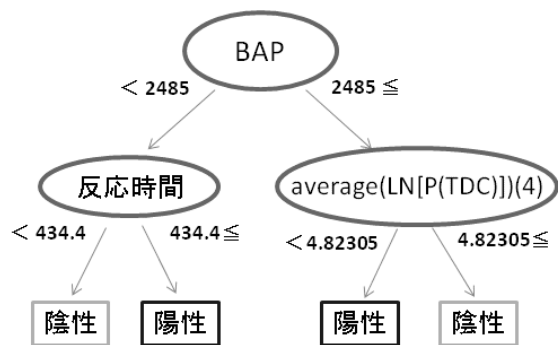 BAP
< 2485
2485 ≦
反応時間
average(LN[P(TDC)])(4)
< 434.4
434.4≦
<4.82305
4.82305≦
陰性
陽性
陽性
陰性